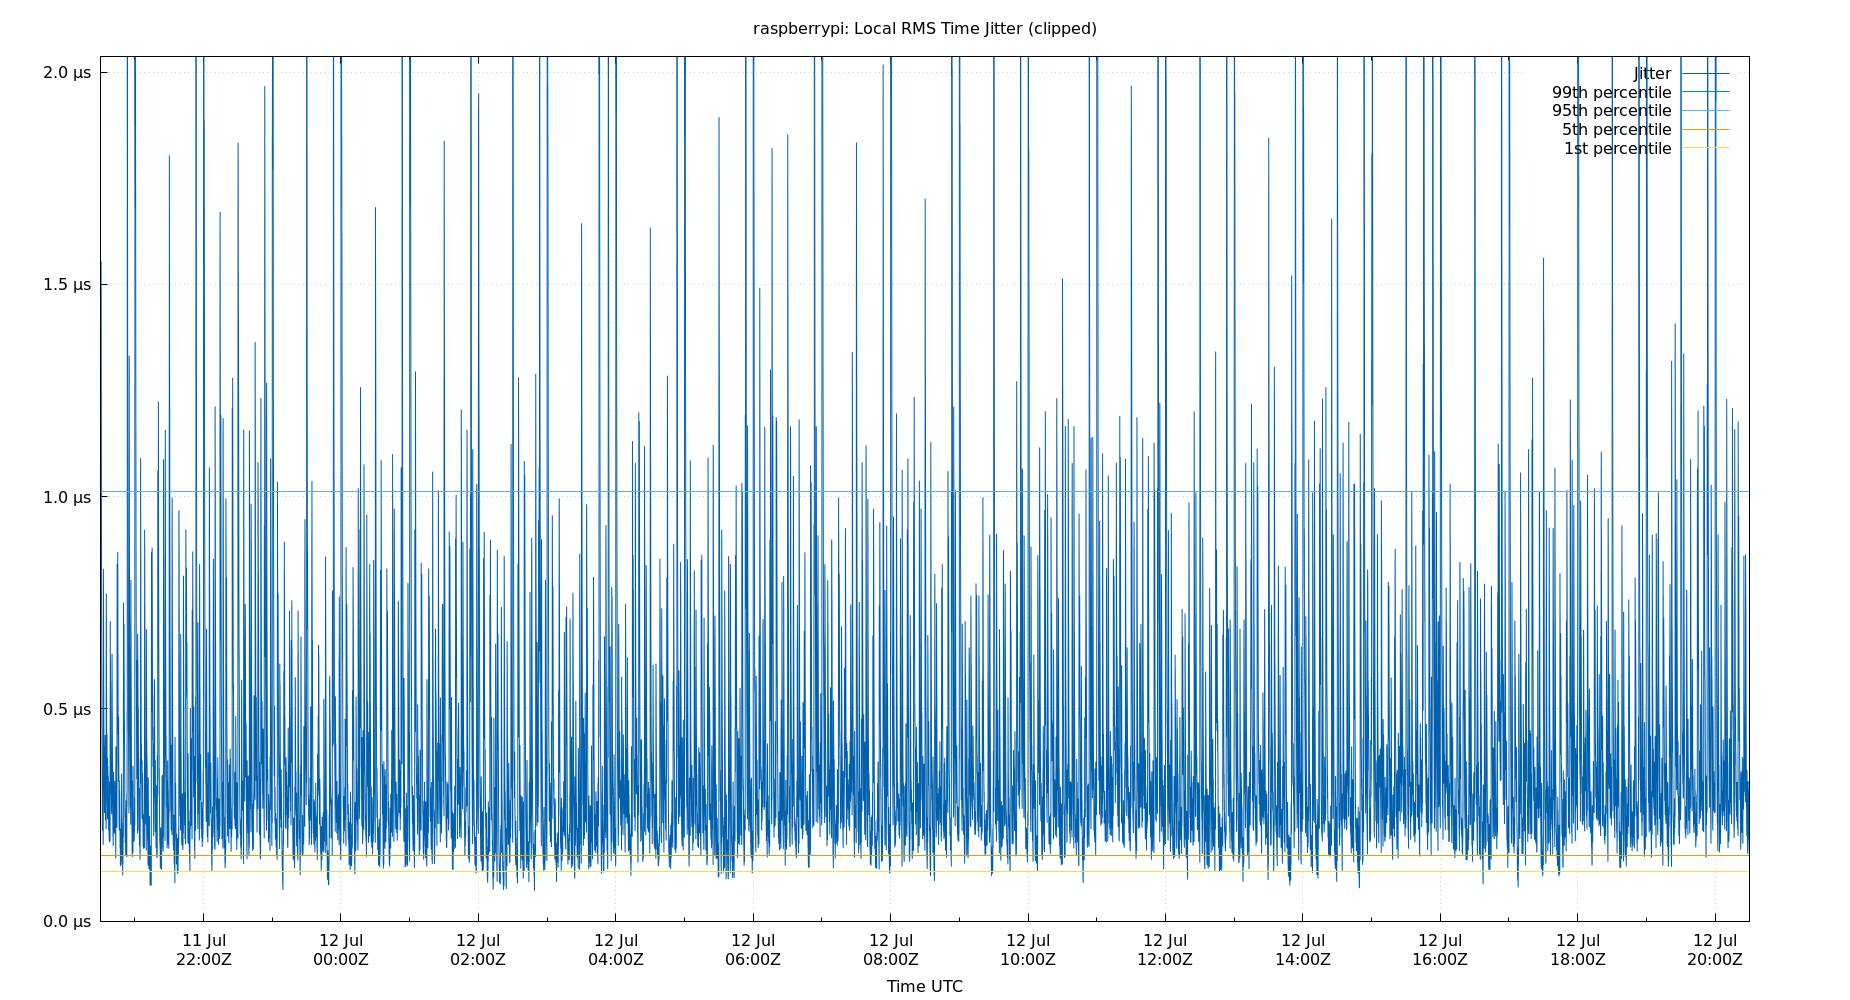 raspberrypi: Local RMS Time Jitter (clipped)
2.0 µs
1.5 µs
1.0 µs
0.5 µs
0.0 µs
Jitter
99th percentile
95th percentile
5th percentile
1st percentile
11 Jul 12 Jul 12 Jul 12 Jul 12 Jul 12 Jul 12 Jul 12 Jul 12 Jul 12 Jul 12 Jul 12 Jul
22:00Z 00:00Z 02:00Z 04:00Z 06:00Z 08:00Z 10:00Z 12:00Z 14:00Z 16:00Z 18:00Z 20:00Z
Time UTC